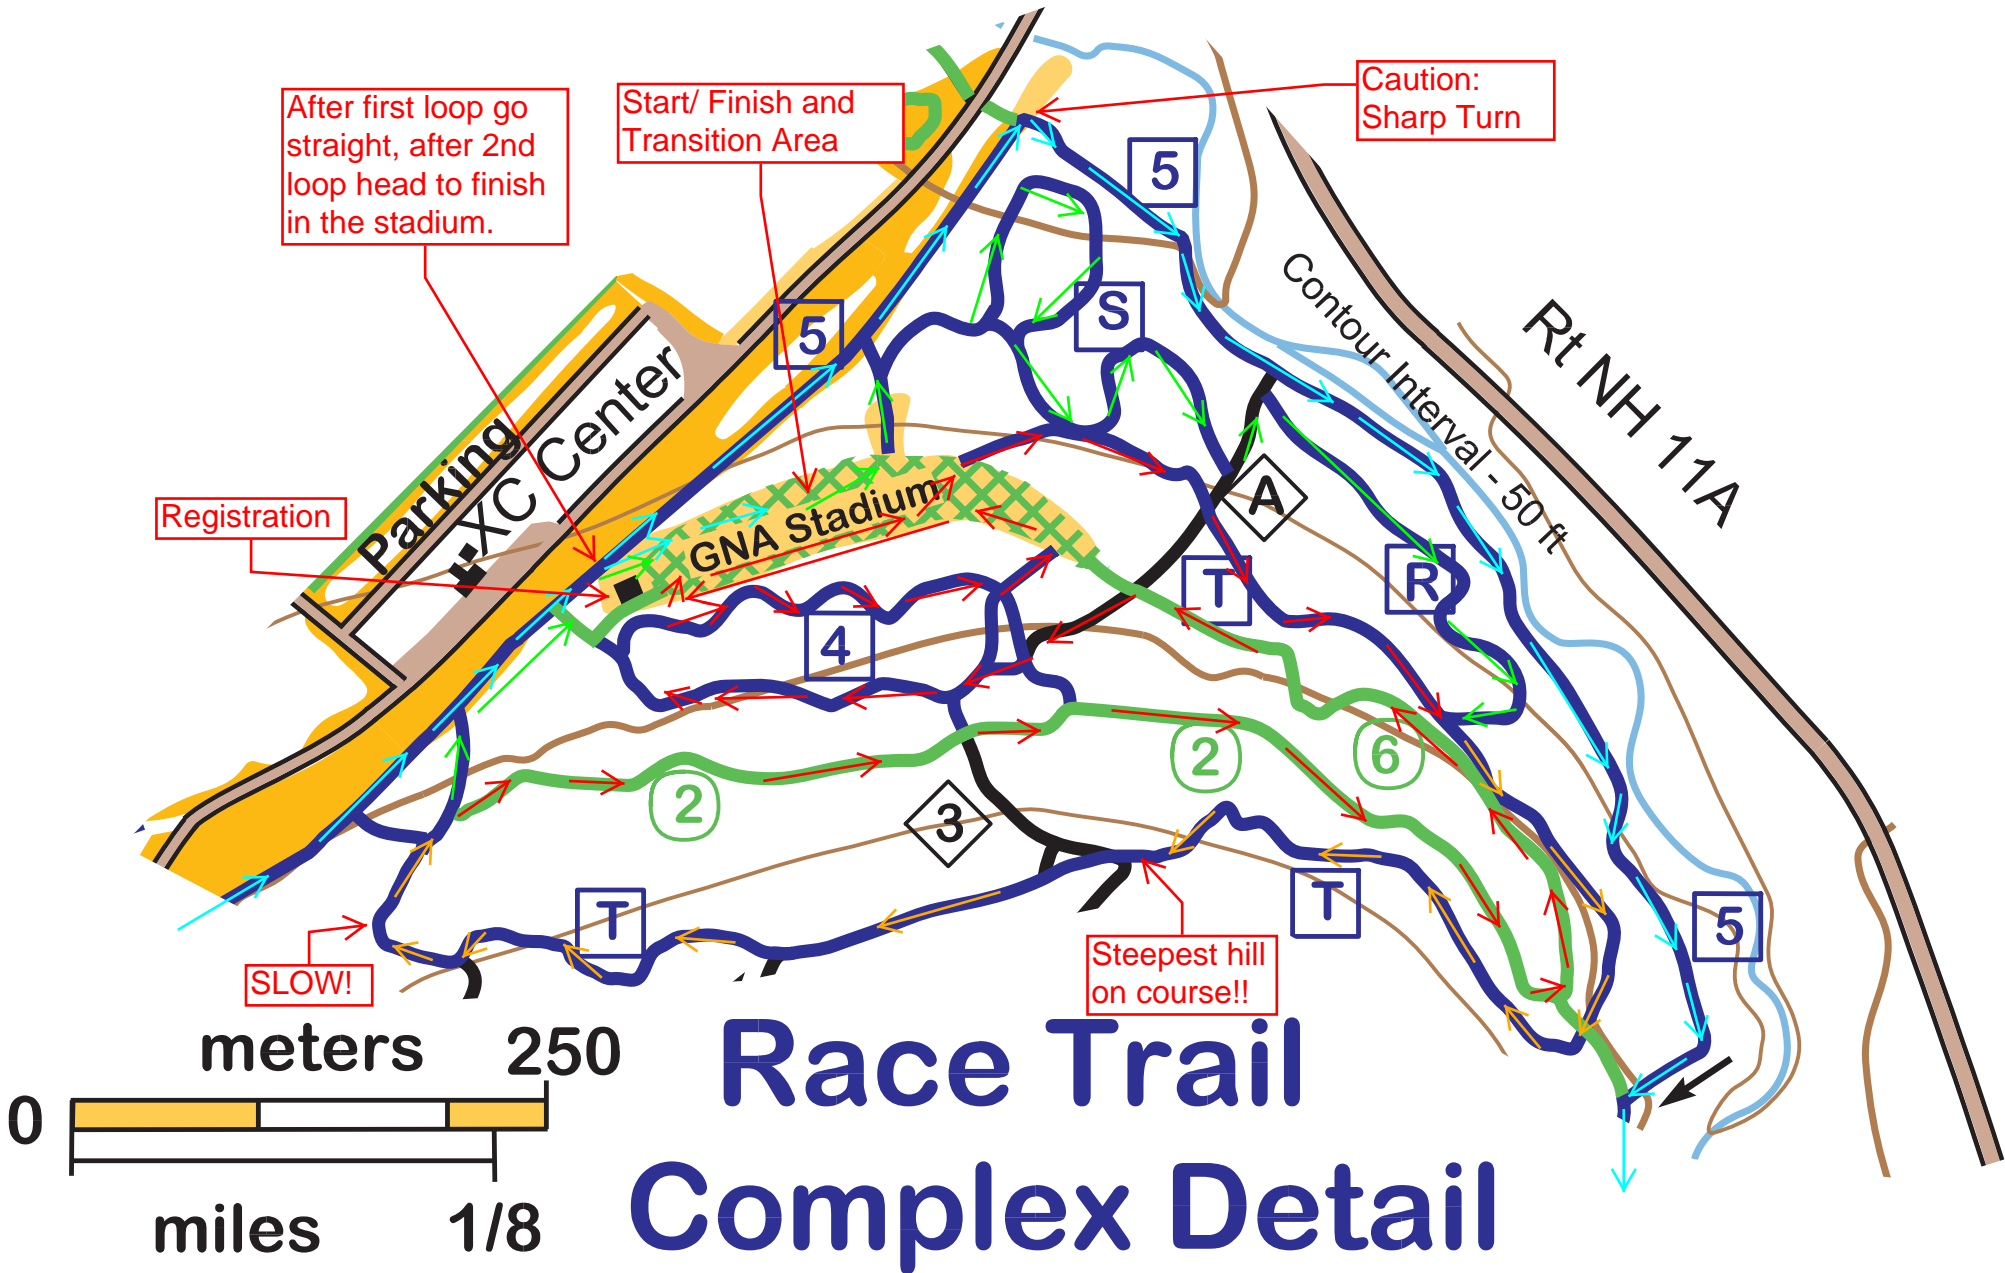 After first loop go
straight, after 2nd
loop head to finish
in the stadium.
Start/ Finish and
Transition Area
Caution:
Sharp Turn
5
S
5
Contour Interval - 50 ft
Rt NH 11A
Parking
XC Center
Registration
GNA Stadium
A
T
R
4
2
6
2
3
T
T
5
SLOW!
Steepest hill
on course!!
meters 250
0
miles 1/8
Race Trail
Complex Detail